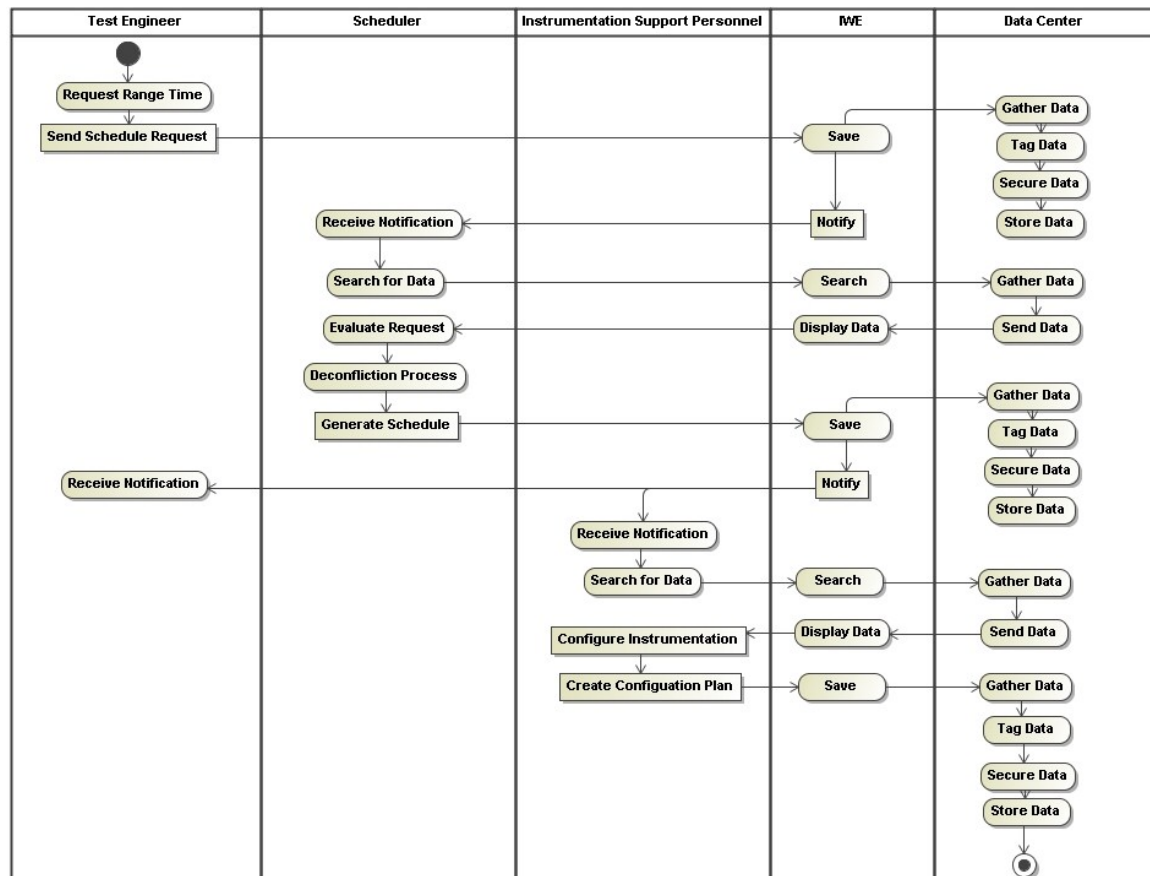 Test Engineer
Scheduler
Instrumentation Support Personnel
IWE
Data Center
Request Range Time
Gather Data
Send Schedule Request
Save
Tag Data
Secure Data
Receive Notification
Notify
Store Data
Search for Data
Search
Gather Data
Evaluate Request
Display Data
Send Data
Deconfliction Process
Gather Data
Generate Schedule
Save
Tag Data
Secure Data
Receive Notification
Notify
Store Data
Receive Notification
Search for Data
Search
Gather Data
Configure Instrumentation
Display Data
Send Data
Create Configuation Plan
Save
Gather Data
Tag Data
Secure Data
Store Data